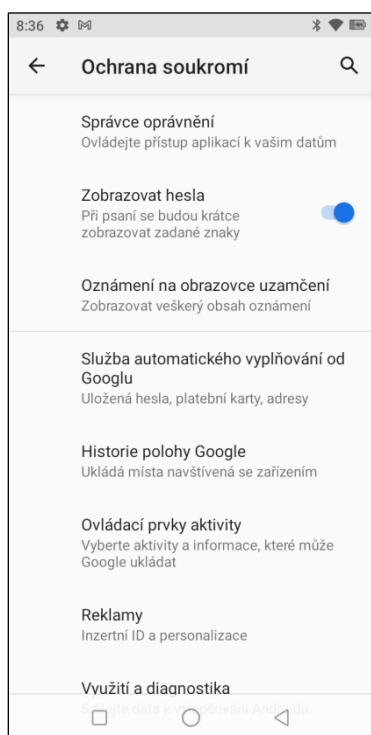 8:36
Ochrana soukromí
Správce oprávnění
Ovládejte přístup aplikací k vašim datům
Zobrazovat hesla
Při psaní se budou krátce
zobrazovat zadané znaky
Oznámení na obrazovce uzamčení
Zobrazovat veškerý obsah oznámení
Služba automatického vyplňování od
Googlu
Uložená hesla, platební karty, adresy
Historie polohy Google
Ukládá místa navštívená se zařízením
Ovládací prvky aktivity
Vyberte aktivity a informace, které může
Google ukládat
Reklamy
Inzertní ID a personalizace
Využití a diagnostika